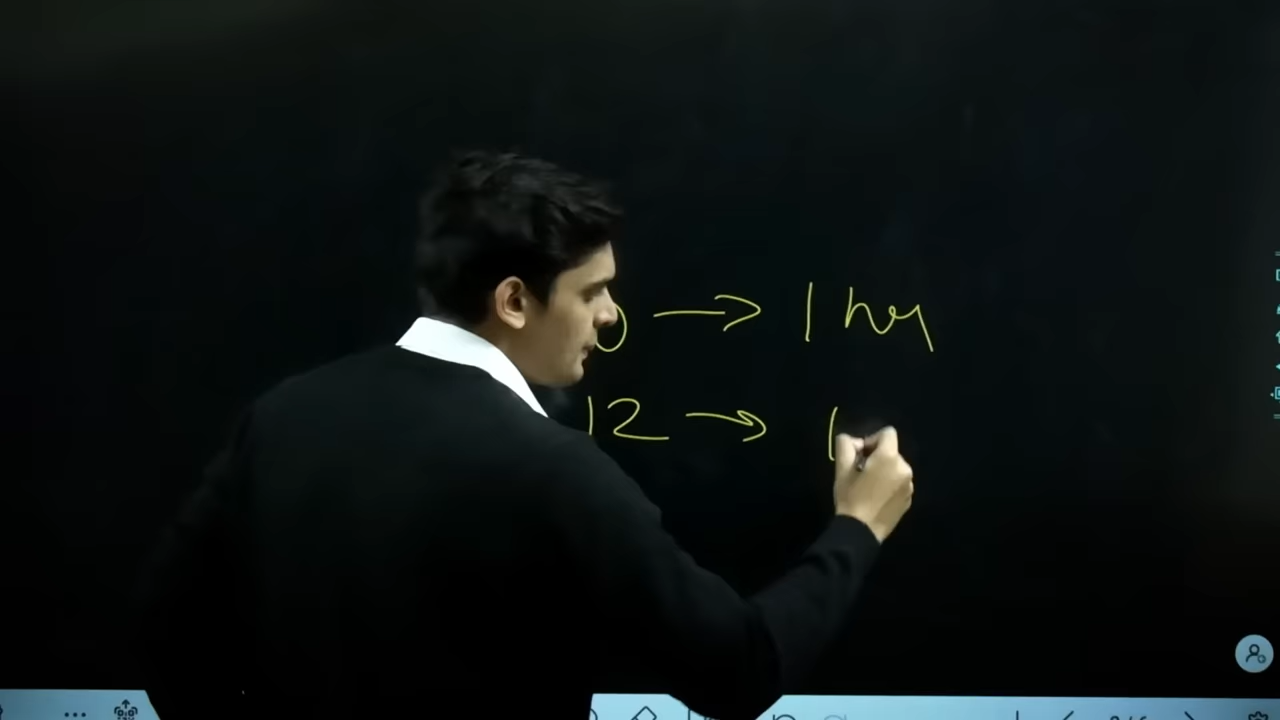 0 → 1 hr
12 → 1